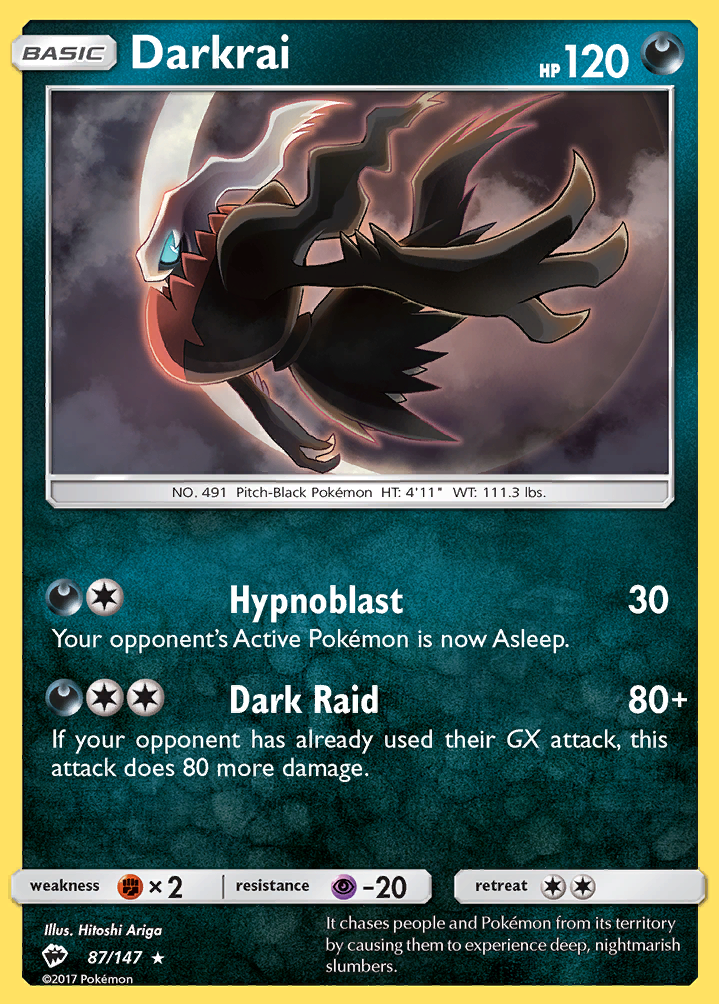 BASIC Darkrai HP 120
NO. 491 Pitch-Black Pokémon HT: 4'11" WT: 111.3 lbs.
Hypnoblast 30
Your opponent's Active Pokémon is now Asleep.
Dark Raid 80+
If your opponent has already used their GX attack, this
attack does 80 more damage.
weakness ×2 resistance -20 retreat
Illus. Hitoshi Ariga
87/147
©2017 Pokémon
It chases people and Pokémon from its territory
by causing them to experience deep, nightmarish
slumbers.